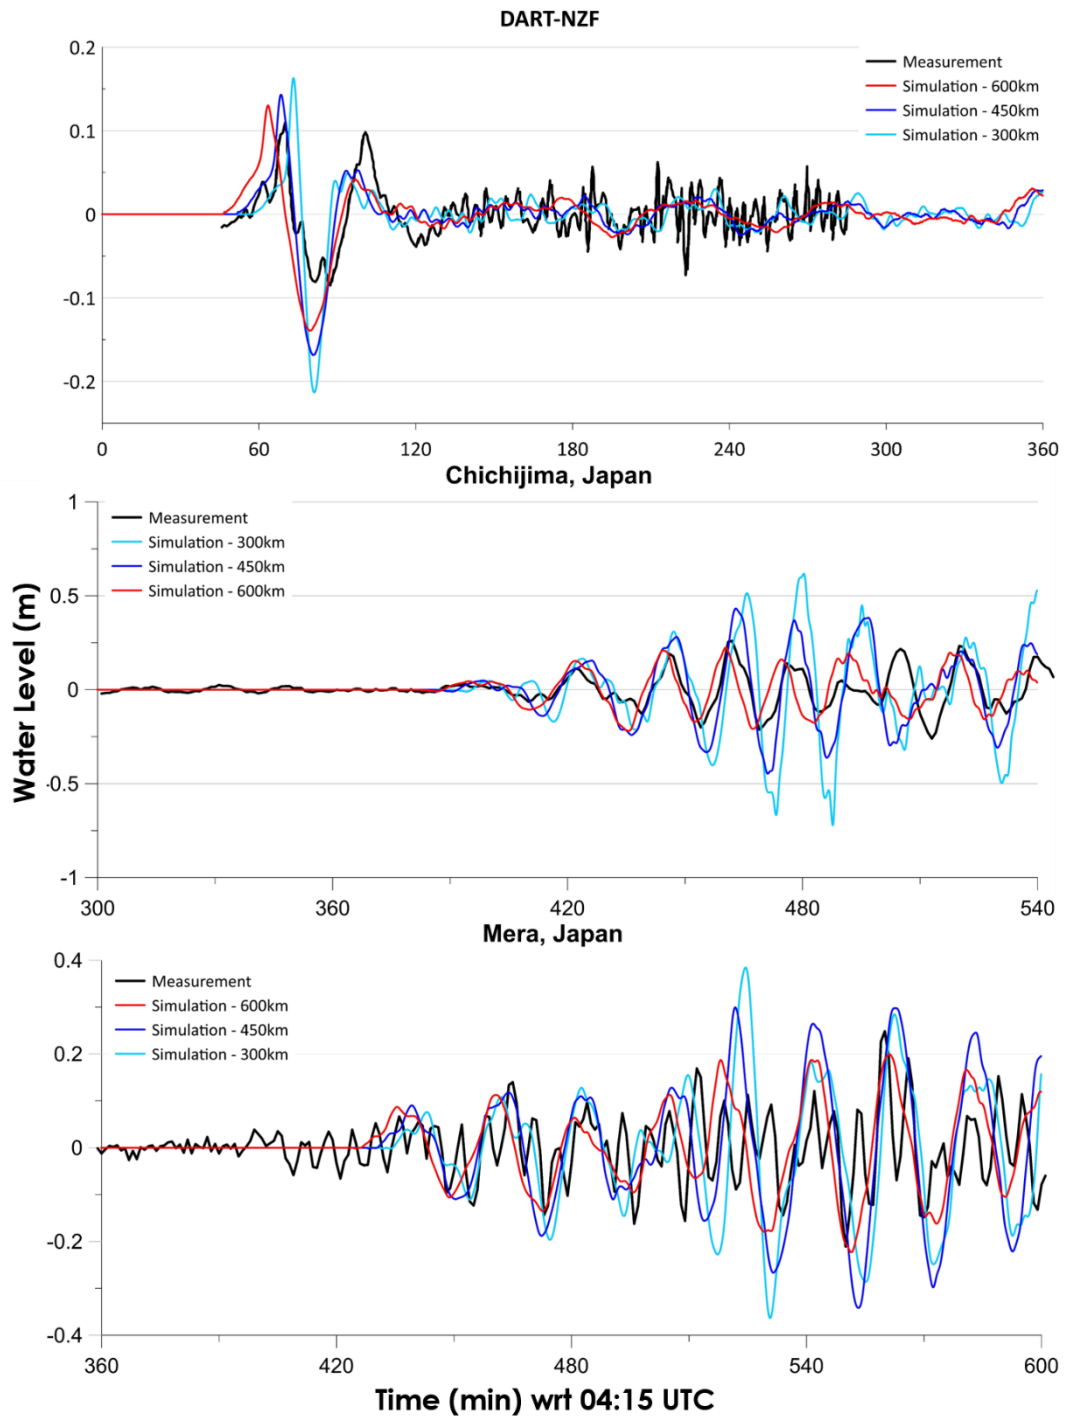 DART-NZF
0.2
0.1
0
-0.1
-0.2
Measurement
Simulation - 600km
Simulation - 450km
Simulation - 300km
0 60 120 180 240 300 360
Chichijima, Japan
1
0.5
0
-0.5
-1
Measurement
Simulation - 300km
Simulation - 450km
Simulation - 600km
Water Level (m)
300 360 420 480 540
Mera, Japan
0.4
0.2
0
-0.2
-0.4
Measurement
Simulation - 600km
Simulation - 450km
Simulation - 300km
360 420 480 540 600
Time (min) wrt 04:15 UTC